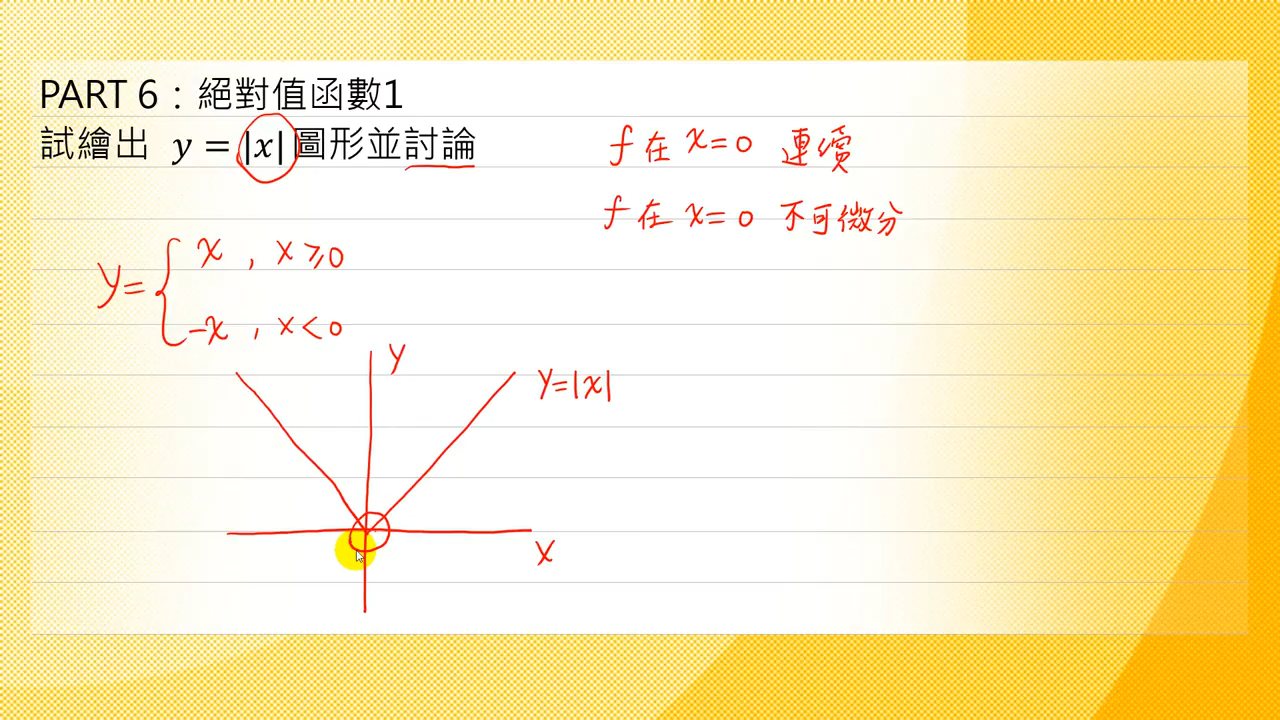 PART 6：絕對值函數1
試繪出 y = |x| 圖形並討論
f 在 x=0 連續
f 在 x=0 不可微分
y= { x , x ≥ 0
-x , x < 0
y
y=|x|
x